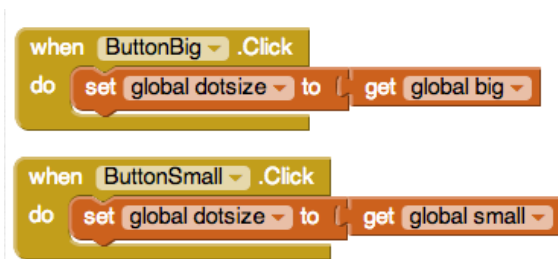 when ButtonBig .Click
do set global dotsize to get global big
when ButtonSmall .Click
do set global dotsize to get global small